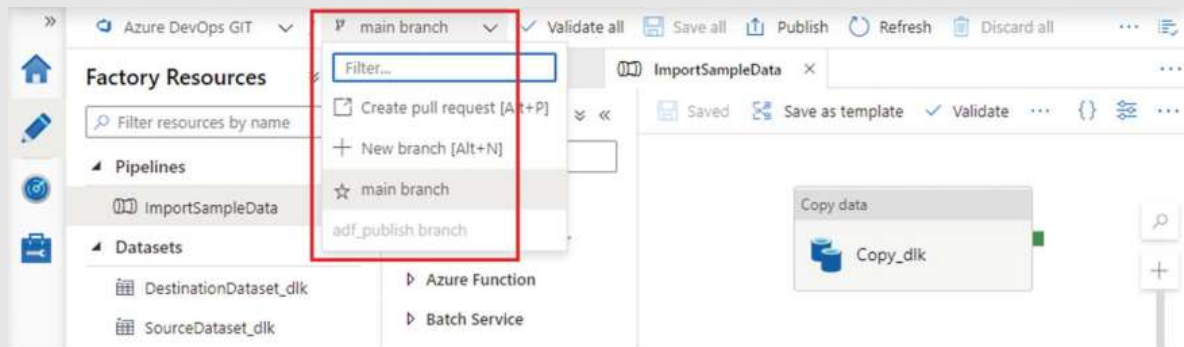 Azure DevOps GIT
main branch
Validate all
Save all
Publish
Refresh
Discard all
Factory Resources
Filter resources by name
Pipelines
ImportSampleData
Datasets
DestinationDataset_dlk
SourceDataset_dlk
Filter...
Create pull request [Alt+P]
New branch [Alt+N]
main branch
adf_publish branch
Azure Function
Batch Service
ImportSampleData
Saved
Save as template
Validate
Copy data
Copy_dlk